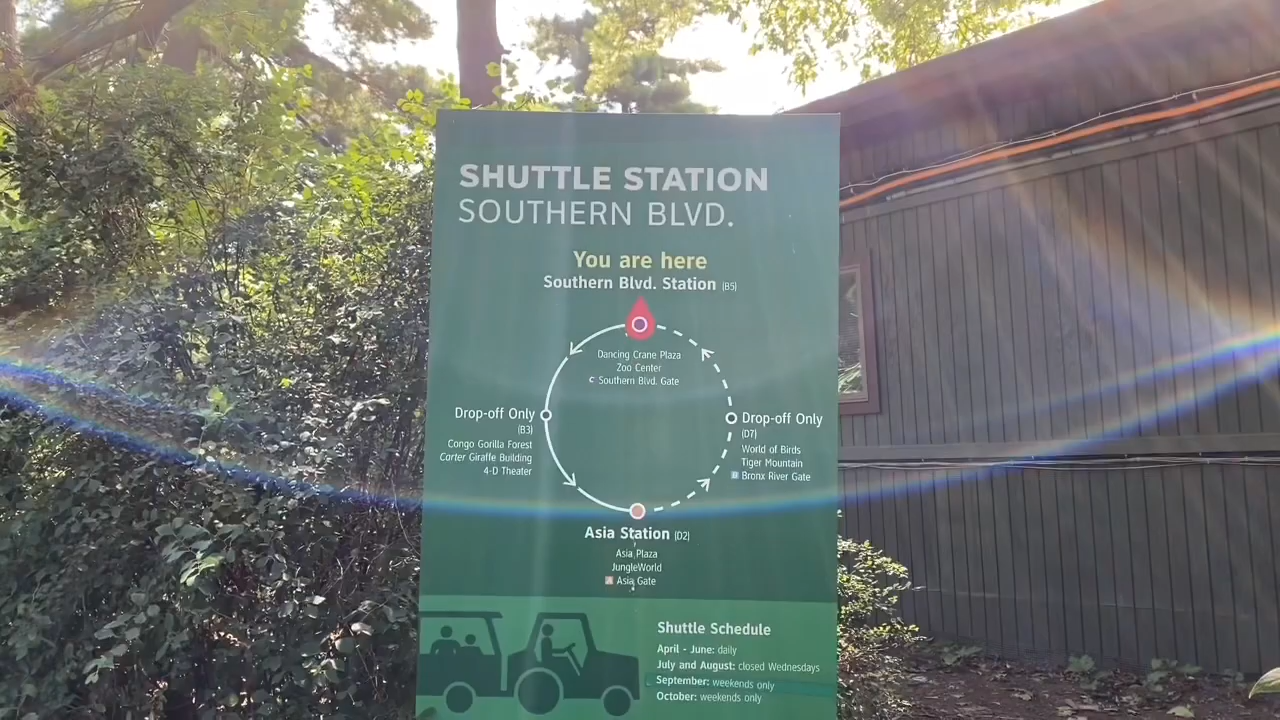 SHUTTLE STATION
SOUTHERN BLVD.
You are here
Southern Blvd. Station (B5)
Dancing Crane Plaza
Zoo Center
C Southern Blvd. Gate
Drop-off Only
(B3)
Congo Gorilla Forest
Carter Giraffe Building
4-D Theater
Drop-off Only
(D7)
World of Birds
Tiger Mountain
B Bronx River Gate
Asia Station (D2)
Asia Plaza
JungleWorld
A Asia Gate
Shuttle Schedule
April - June: daily
July and August: closed Wednesdays
September: weekends only
October: weekends only